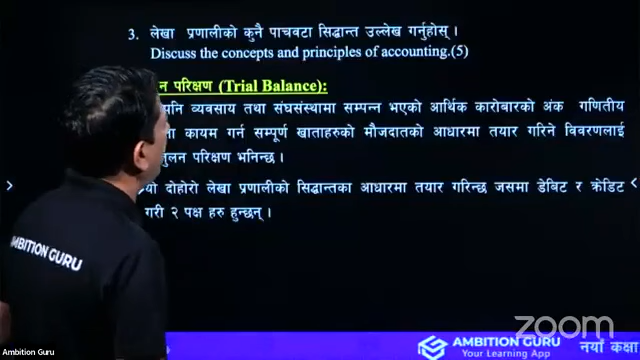 3. लेखा प्रणालीको कुनै पाचवटा सिद्धान्त उल्लेख गर्नुहोस् ।
Discuss the concepts and principles of accounting.(5)
न परिक्षण (Trial Balance):
यनि व्यवसाय तथा संघसंस्थामा सम्पन्न भएको आर्थिक कारोबारको अंक गणितीय
कायम गर्न सम्पूर्ण खाताहरुको मौजदातको आधारमा तयार गरिने विवरणलाई
तुलन परिक्षण भनिन्छ ।
यो दोहोरो लेखा प्रणालीको सिद्धान्तका आधारमा तयार गरिन्छ जसमा डेबिट र क्रेडिट
गरी २ पक्ष हरु हुन्छन् ।
AMBITION GURU
zoom
AMBITION GURU
Your Learning App
नयाँ कक्षा
Ambition Guru